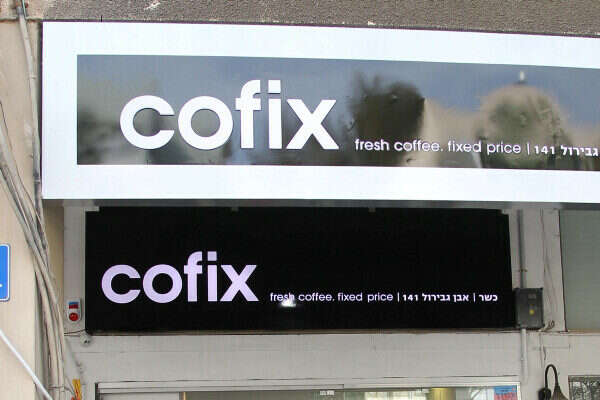 cofix
fresh coffee. fixed price | גבירול 141
cofix
fresh coffee. fixed price | אבן גבירול 141 | כשר